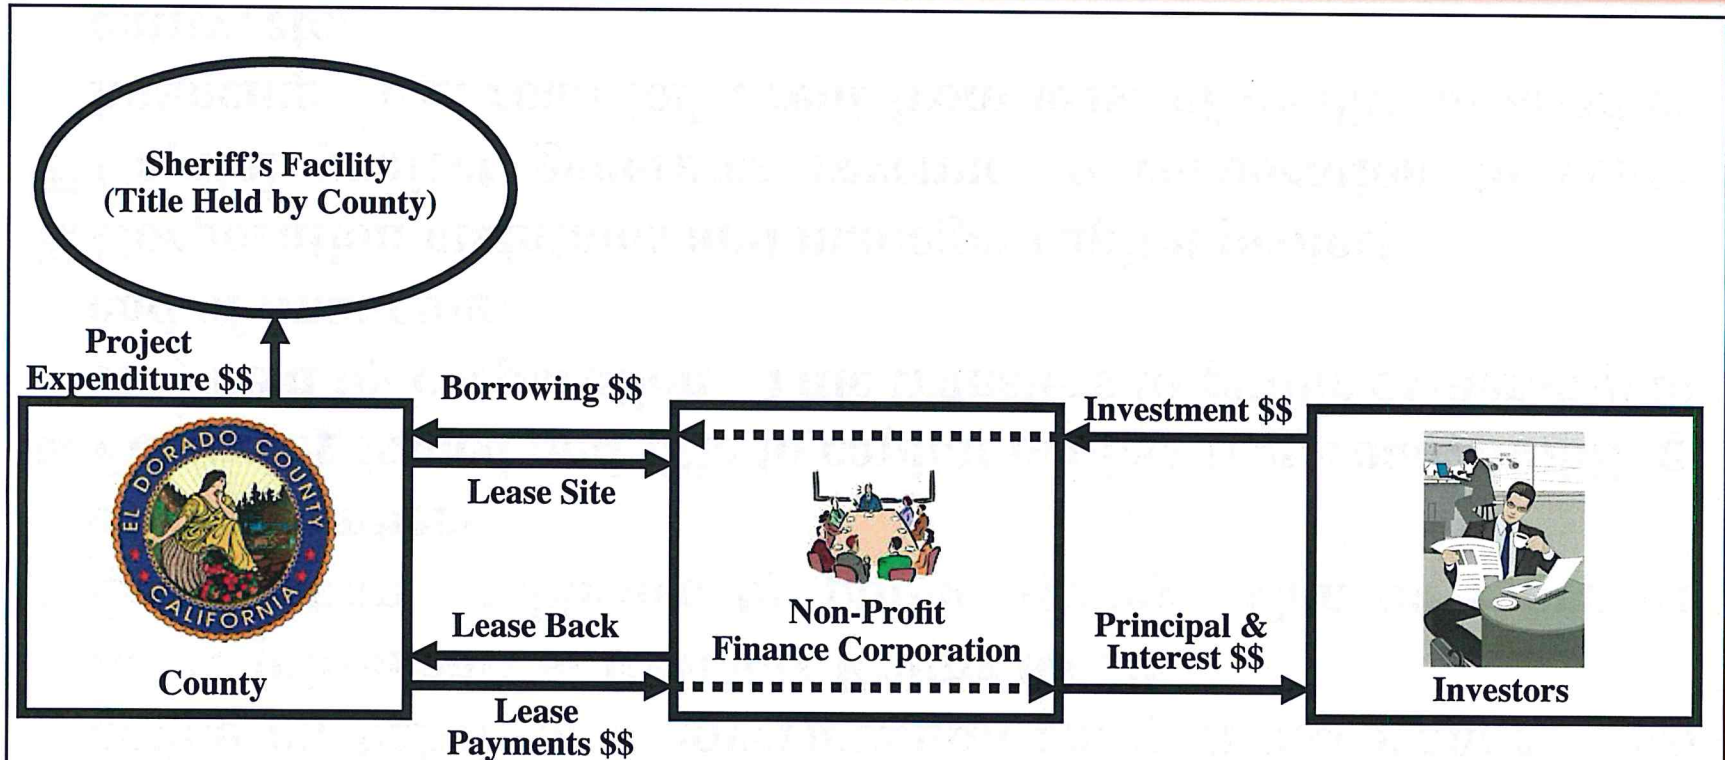 Sheriff's Facility
(Title Held by County)
Project
Expenditure $$
Borrowing $$
Lease Site
Lease Back
Lease
Payments $$
EL DORADO COUNTY
CALIFORNIA
County
Non-Profit
Finance Corporation
Investment $$
Principal &
Interest $$
Investors